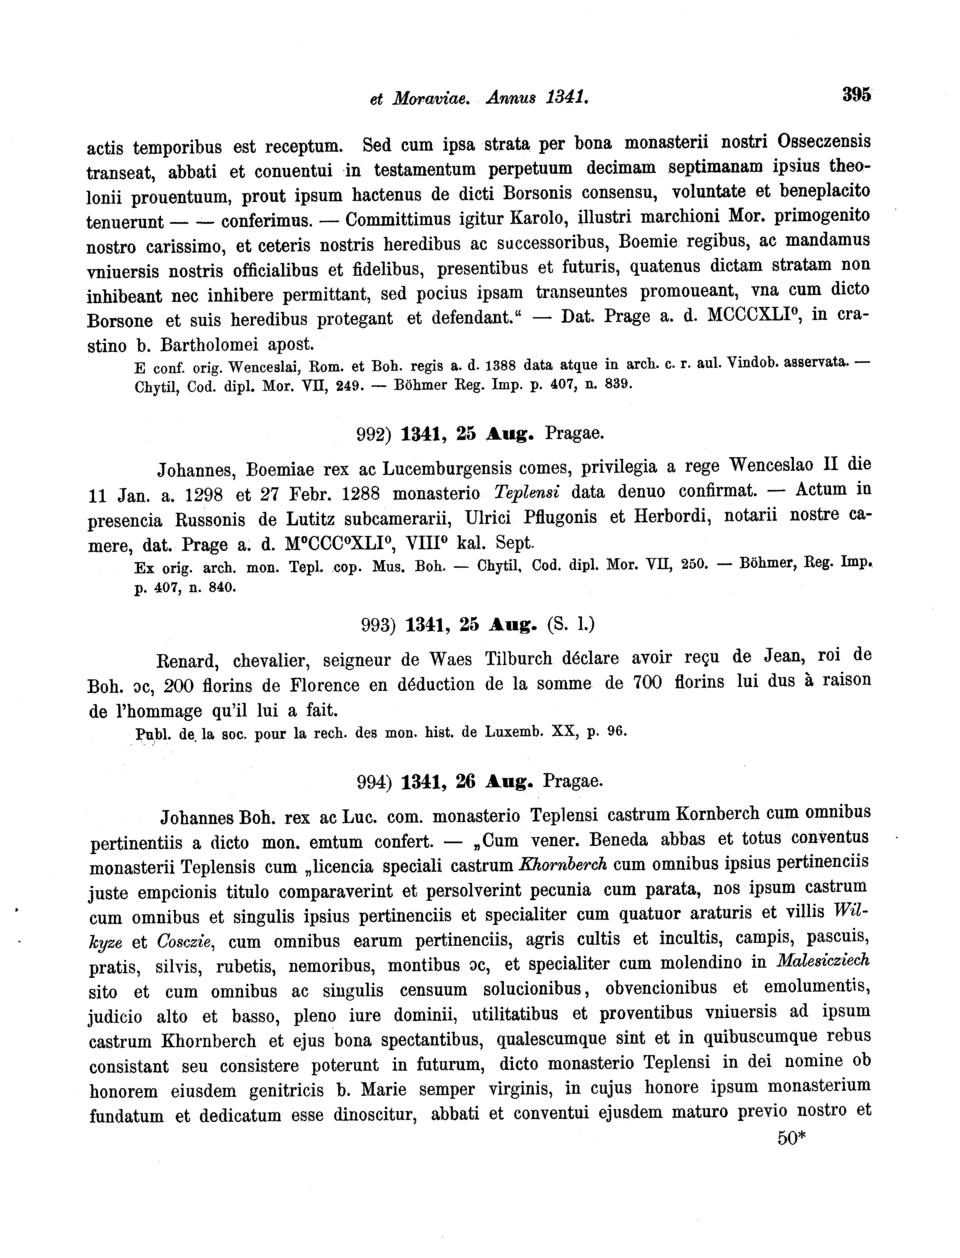 et Moraviae. Annus 1341. 395
actis temporibus est receptum. Sed cum ipsa strata per bona monasterii nostri Osseczensis
transeat, abbati et conuentui in testamentum perpetuum decimam septimanam ipsius theo-
lonii prouentuum, prout ipsum hactenus de dicti Borsonis consensu, voluntate et beneplacito
tenuerunt — — conferimus. — Committimus igitur Karolo, illustri marchioni Mor. primogenito
nostro carissimo, et ceteris nostris heredibus ac successoribus, Boemie regibus, ac mandamus
vniuersis nostris officialibus et fidelibus, presentibus et futuris, quatenus dictam stratam non
inhibeant nec inhibere permittant, sed pocius ipsam transeuntes promoueant, vna cum dicto
Borsone et suis heredibus protegant et defendant.“ — Dat. Prage a. d. MCCCXLI⁰, in cra-
stino b. Bartholomei apost.
E conf. orig. Wenceslai, Rom. et Boh. regis a. d. 1388 data atque in arch. c. r. aul. Vindob. asservata. —
Chytil, Cod. dipl. Mor. VII, 249. — Böhmer Reg. Imp. p. 407, n. 839.
992) 1341, 25 Aug. Pragae.
Johannes, Boemiae rex ac Lucemburgensis comes, privilegia a rege Wenceslao II die
11 Jan. a. 1298 et 27 Febr. 1288 monasterio Teplensi data denuo confirmat. — Actum in
presencia Russonis de Lutitz subcamerarii, Ulrici Pflugonis et Herbordi, notarii nostre ca-
mere, dat. Prage a. d. M⁰CCC⁰XLI⁰, VIII⁰ kal. Sept.
Ex orig. arch. mon. Tepl. cop. Mus. Boh. — Chytil, Cod. dipl. Mor. VII, 250. — Böhmer, Reg. Imp.
p. 407, n. 840.
993) 1341, 25 Aug. (S. l.)
Renard, chevalier, seigneur de Waes Tilburch déclare avoir reçu de Jean, roi de
Boh. ɔc, 200 florins de Florence en déduction de la somme de 700 florins lui dus à raison
de l'hommage qu'il lui a fait.
Publ. de la soc. pour la rech. des mon. hist. de Luxemb. XX, p. 96.
994) 1341, 26 Aug. Pragae.
Johannes Boh. rex ac Luc. com. monasterio Teplensi castrum Kornberch cum omnibus
pertinentiis a dicto mon. emtum confert. — „Cum vener. Beneda abbas et totus conventus
monasterii Teplensis cum „licencia speciali castrum Khornberch cum omnibus ipsius pertinenciis
juste empcionis titulo comparaverint et persolverint pecunia cum parata, nos ipsum castrum
cum omnibus et singulis ipsius pertinenciis et specialiter cum quatuor araturis et villis Wil-
kyze et Cosczie, cum omnibus earum pertinenciis, agris cultis et incultis, campis, pascuis,
pratis, silvis, rubetis, nemoribus, montibus ɔc, et specialiter cum molendino in Malesicziech
sito et cum omnibus ac singulis censuum solucionibus, obvencionibus et emolumentis,
judicio alto et basso, pleno iure dominii, utilitatibus et proventibus vniuersis ad ipsum
castrum Khornberch et ejus bona spectantibus, qualescumque sint et in quibuscumque rebus
consistant seu consistere poterunt in futurum, dicto monasterio Teplensi in dei nomine ob
honorem eiusdem genitricis b. Marie semper virginis, in cujus honore ipsum monasterium
fundatum et dedicatum esse dinoscitur, abbati et conventui ejusdem maturo previo nostro et
50*